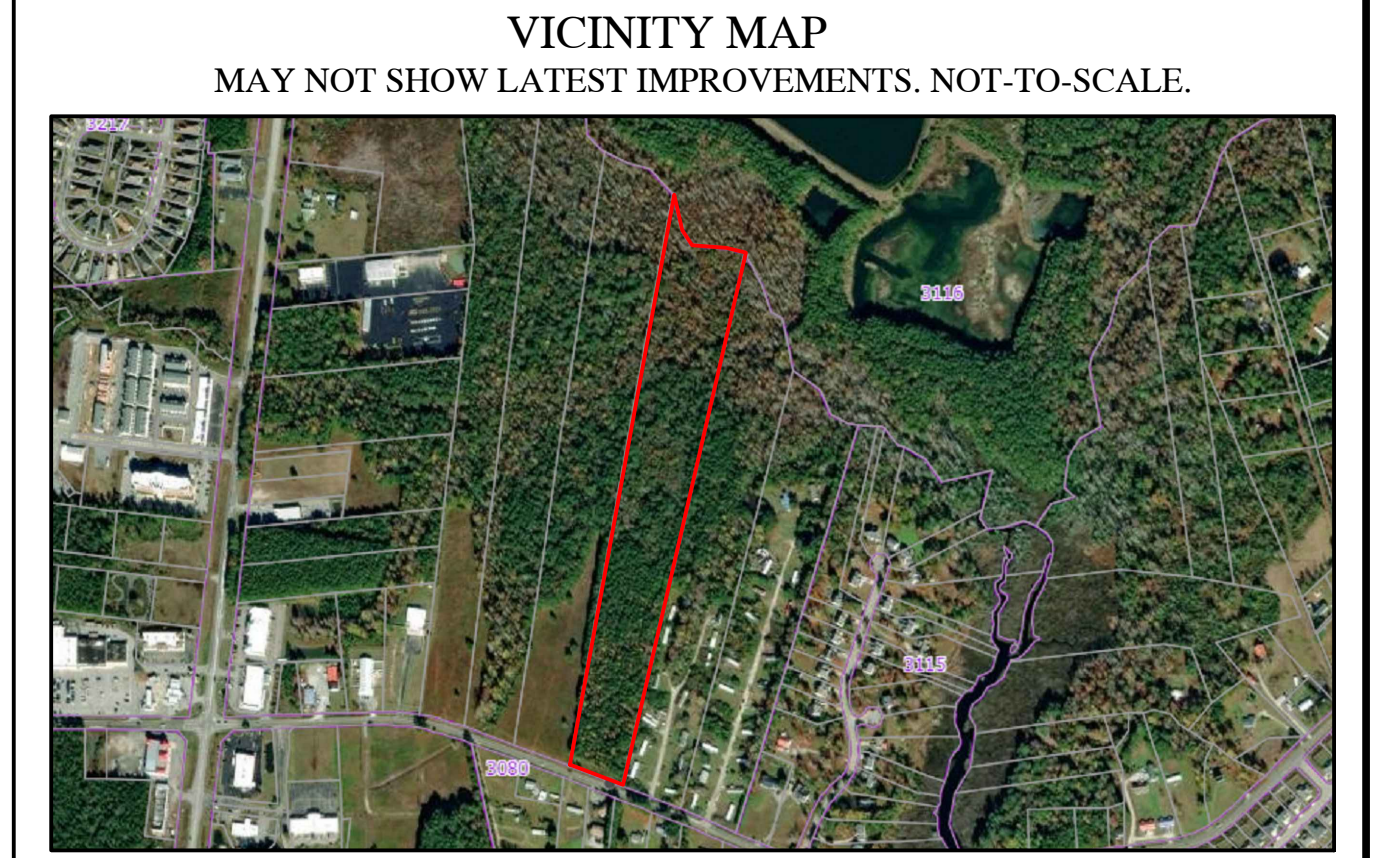 VICINITY MAP
MAY NOT SHOW LATEST IMPROVEMENTS. NOT-TO-SCALE.
3217
3116
3115
3080